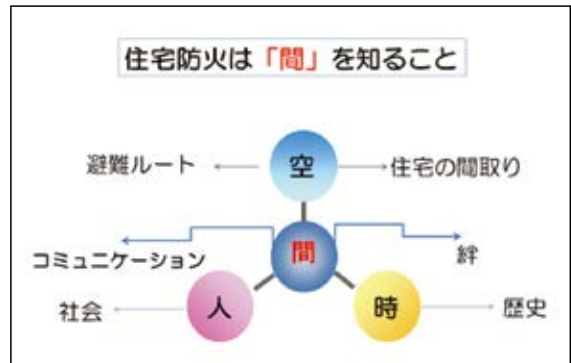 住宅防火は「間」を知ること
避難ルート
空
住宅の間取り
コミュニケーション
間
絆
社会
人
時
歴史